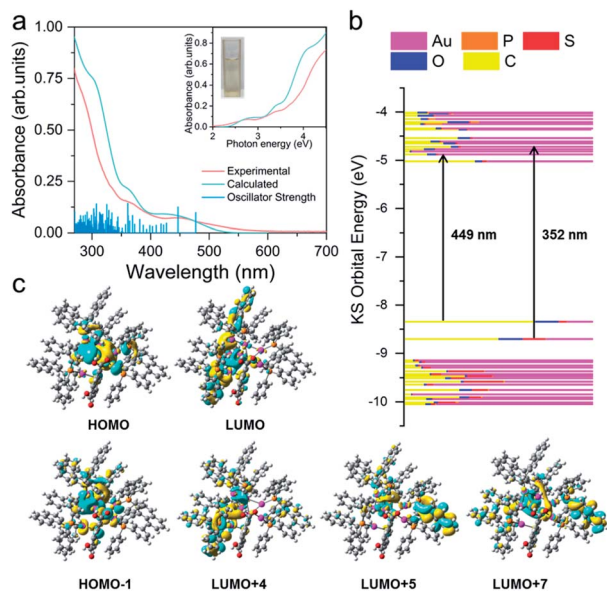 a
1.00
0.75
0.50
0.25
0.00
Absorbance (arb.units)
300
400
500
600
700
Wavelength (nm)
Absorbance (arb.units)
0.8
0.6
0.4
0.2
0.0
2
3
4
Photon energy (eV)
Experimental
Calculated
Oscillator Strength
b
Au
P
S
O
C
KS Orbital Energy (eV)
-4
-5
-6
-7
-8
-9
-10
449 nm
352 nm
c
HOMO
LUMO
HOMO-1
LUMO+4
LUMO+5
LUMO+7